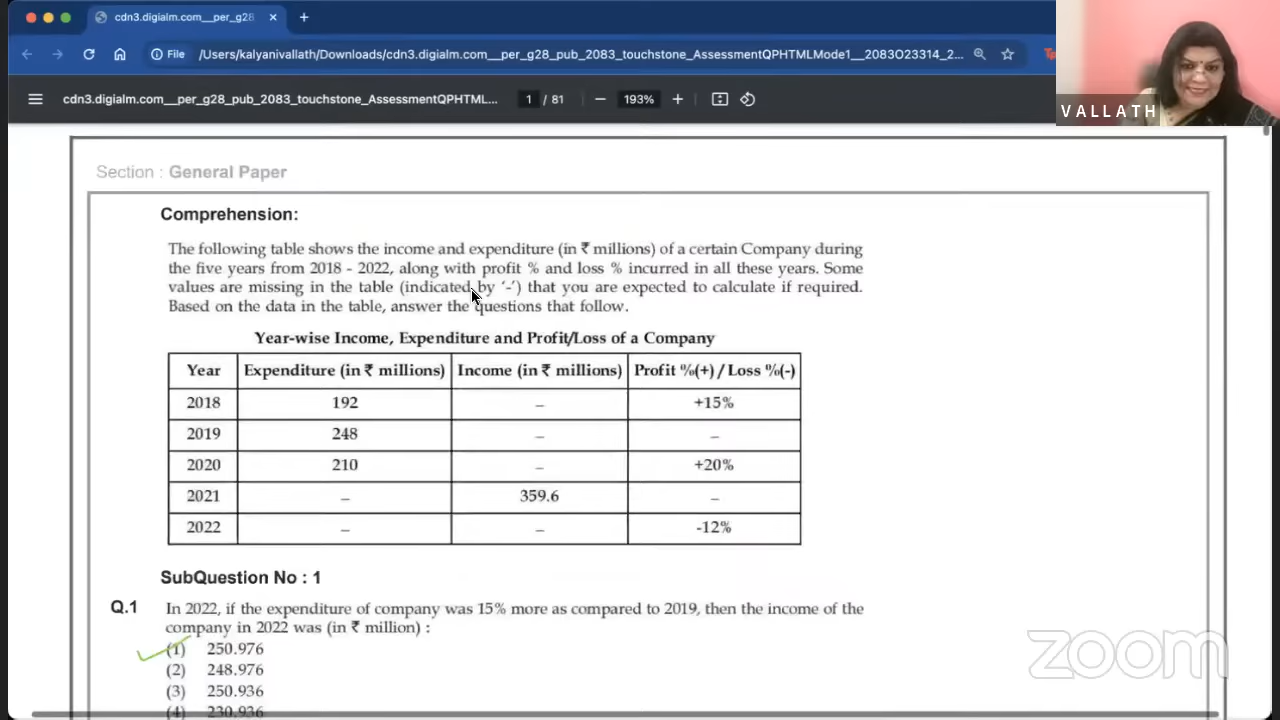 cdn3.digialm.com__per_g28
File /Users/kalyanivallath/Downloads/cdn3.digialm.com__per_g28_pub_2083_touchstone_AssessmentQPHTMLMode1__2083O23314_2...
cdn3.digialm.com__per_g28_pub_2083_touchstone_AssessmentQPHTML... 1 / 81 193%
VALLATH
Section : General Paper
Comprehension:
The following table shows the income and expenditure (in ₹ millions) of a certain Company during
the five years from 2018 - 2022, along with profit % and loss % incurred in all these years. Some
values are missing in the table (indicated by '-') that you are expected to calculate if required.
Based on the data in the table, answer the questions that follow.
Year-wise Income, Expenditure and Profit/Loss of a Company
Year Expenditure (in ₹ millions) Income (in ₹ millions) Profit %(+) / Loss %(-)
2018 192 – +15%
2019 248 – –
2020 210 – +20%
2021 – 359.6 –
2022 – – -12%
SubQuestion No : 1
Q.1 In 2022, if the expenditure of company was 15% more as compared to 2019, then the income of the
company in 2022 was (in ₹ million) :
(1) 250.976
(2) 248.976
(3) 250.936
(4) 230.936
zoom